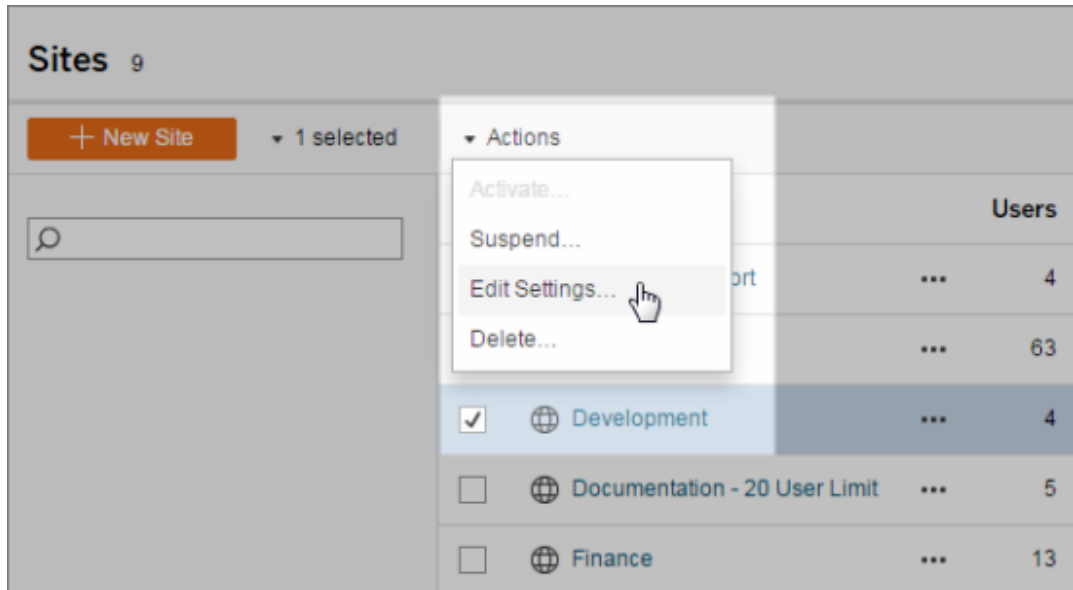 Sites 9
+ New Site
1 selected
Actions
Activate...
Users
Suspend...
Edit Settings...
ort ... 4
Delete...
... 63
Development ... 4
Documentation - 20 User Limit ... 5
Finance ... 13